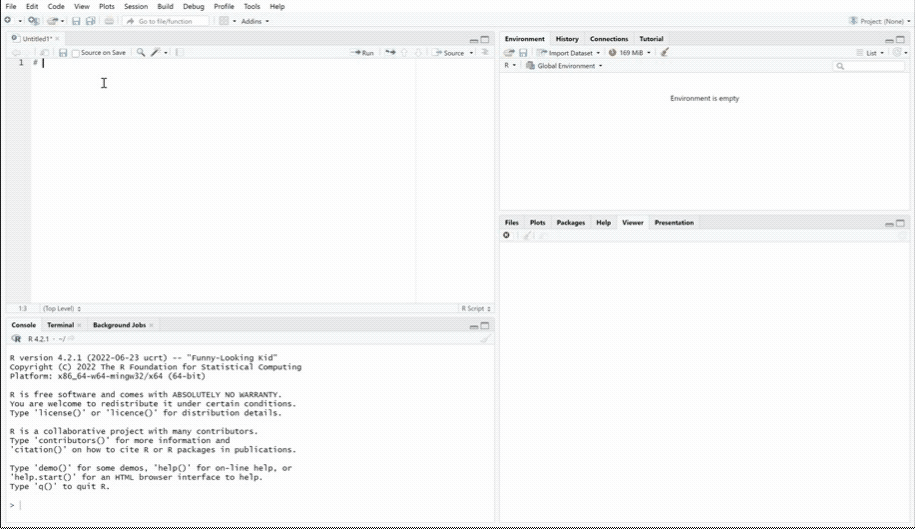 File Edit Code View Plots Session Build Debug Profile Tools Help
Go to file/function Addins Project: (None)
Untitled1*
Source on Save Run Source
1 #
1:3 (Top Level) R Script
Console Terminal Background Jobs
R 4.2.1 · ~/
R version 4.2.1 (2022-06-23 ucrt) -- "Funny-Looking Kid"
Copyright (C) 2022 The R Foundation for Statistical Computing
Platform: x86_64-w64-mingw32/x64 (64-bit)
R is free software and comes with ABSOLUTELY NO WARRANTY.
You are welcome to redistribute it under certain conditions.
Type 'license()' or 'licence()' for distribution details.
R is a collaborative project with many contributors.
Type 'contributors()' for more information and
'citation()' on how to cite R or R packages in publications.
Type 'demo()' for some demos, 'help()' for on-line help, or
'help.start()' for an HTML browser interface to help.
Type 'q()' to quit R.
>
Environment History Connections Tutorial
Import Dataset 169 MiB List
R Global Environment
Environment is empty
Files Plots Packages Help Viewer Presentation